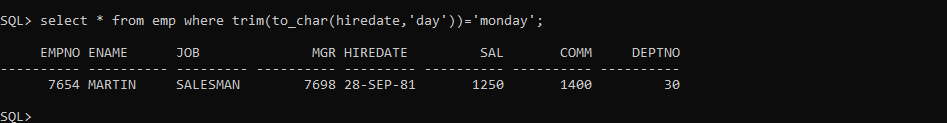 SQL> select * from emp where trim(to_char(hiredate,'day'))='monday';
     EMPNO ENAME      JOB              MGR HIREDATE         SAL       COMM     DEPTNO
---------- ---------- --------- ---------- --------- ---------- ---------- ----------
      7654 MARTIN     SALESMAN        7698 28-SEP-81       1250       1400         30
SQL>